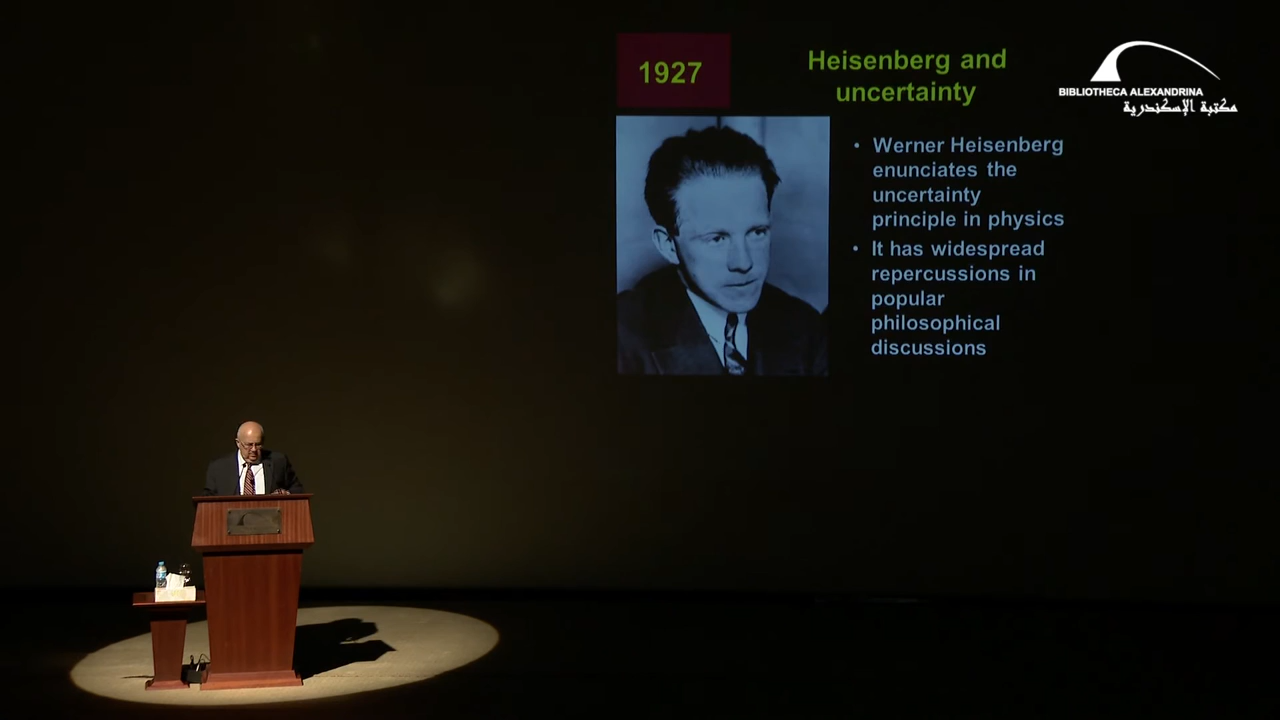 1927
Heisenberg and
uncertainty
BIBLIOTHECA ALEXANDRINA
مكتبة الإسكندرية
• Werner Heisenberg
enunciates the
uncertainty
principle in physics
• It has widespread
repercussions in
popular
philosophical
discussions